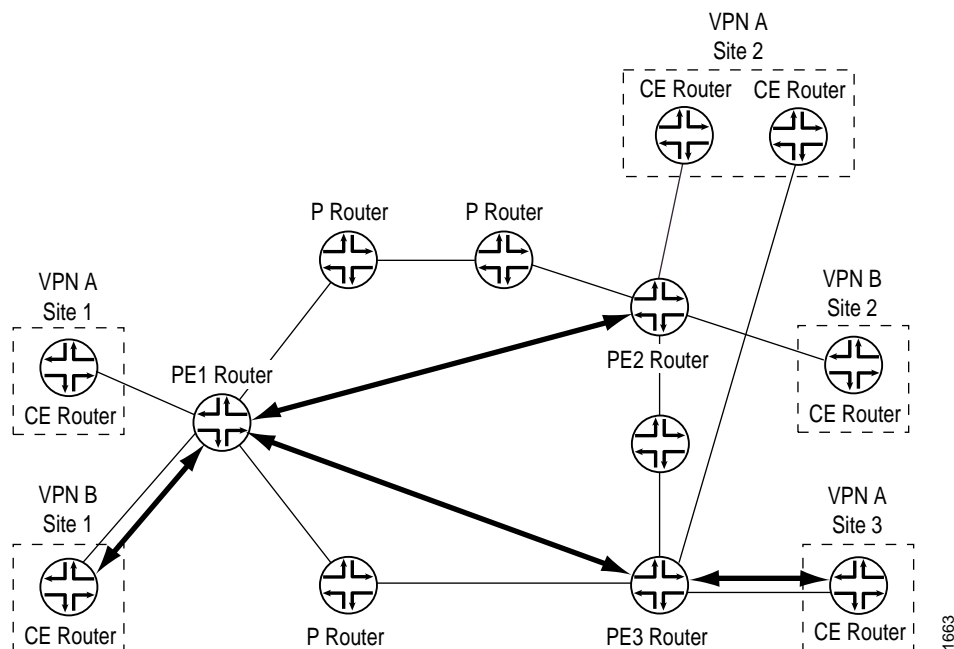 VPN A
Site 2
CE Router
CE Router
P Router
P Router
VPN A
Site 1
VPN B
Site 2
PE1 Router
PE2 Router
CE Router
CE Router
VPN B
Site 1
VPN A
Site 3
CE Router
P Router
PE3 Router
CE Router
1663